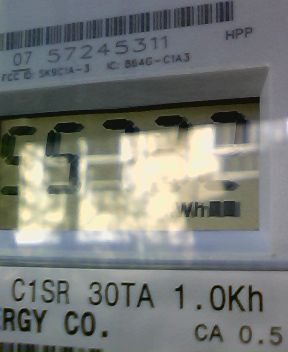 07 57245311
HPP
FCC ID: SK9C1A-3 IC: 864G-C1A3
Wh
C1SR 30TA 1.0Kh
RGY CO.
CA 0.5